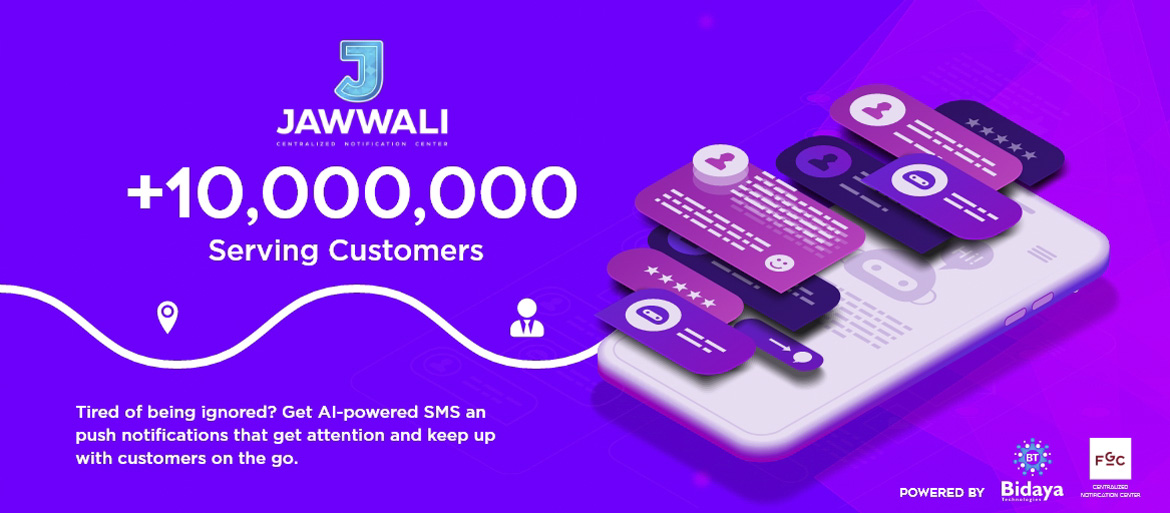 J
JAWWALI
CENTRALIZED NOTIFICATION CENTER
+10,000,000
Serving Customers
Tired of being ignored? Get AI-powered SMS an
push notifications that get attention and keep up
with customers on the go.
POWERED BY
BT
Bidaya
Technologies
FGC
CENTRALIZED
NOTIFICATION CENTER